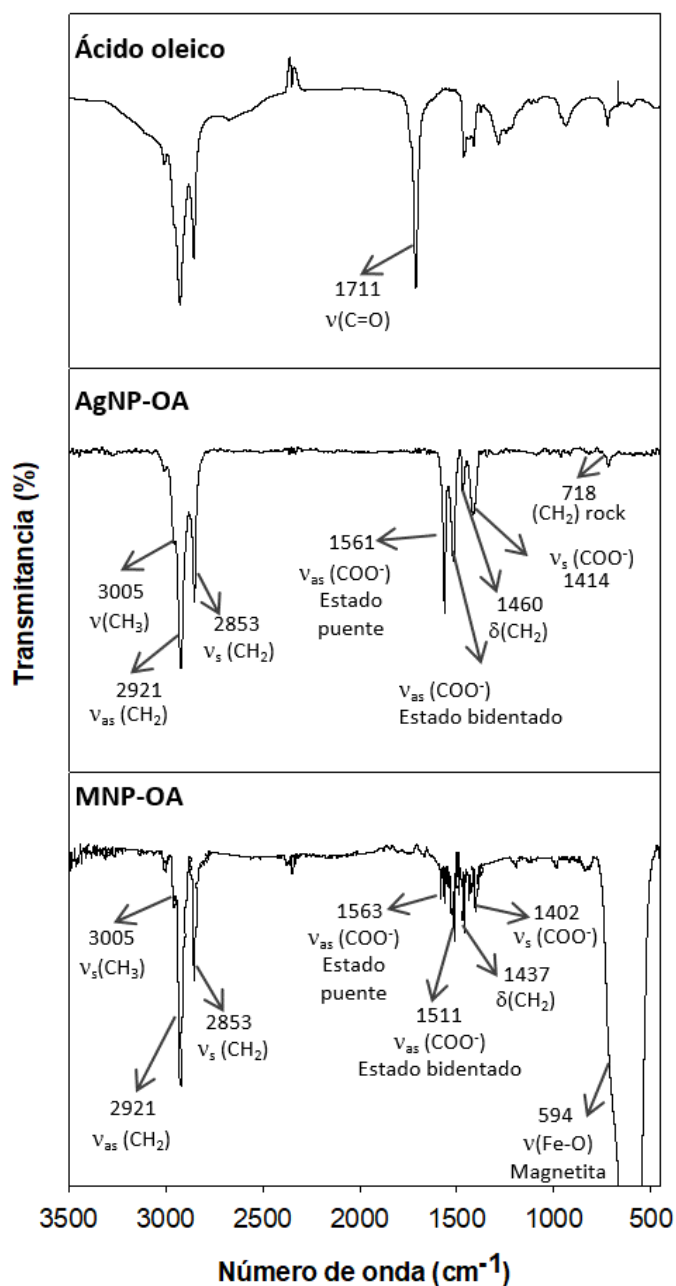 Ácido oleico
1711
ν(C=O)
AgNP-OA
3005
ν(CH₃)
2921
νas (CH₂)
2853
νs (CH₂)
1561
νas (COO⁻)
Estado
puente
νas (COO⁻)
Estado bidentado
1460
δ(CH₂)
νs (COO⁻)
1414
718
(CH₂) rock
MNP-OA
3005
νs(CH₃)
2921
νas (CH₂)
2853
νs (CH₂)
1563
νas (COO⁻)
Estado
puente
1511
νas (COO⁻)
Estado bidentado
1402
νs (COO⁻)
1437
δ(CH₂)
594
ν(Fe-O)
Magnetita
Transmitancia (%)
3500 3000 2500 2000 1500 1000 500
Número de onda (cm⁻¹)